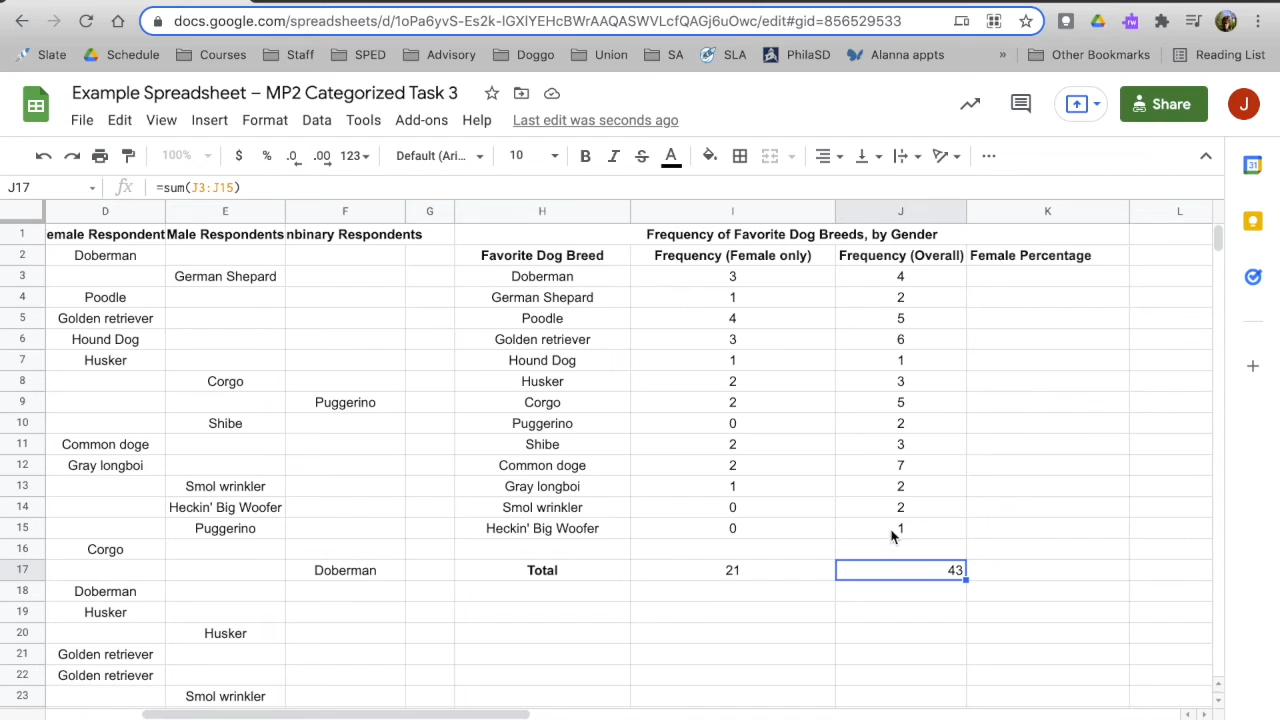 docs.google.com/spreadsheets/d/1oPa6yvS-Es2k-IGXlYEHcBWrAAQASWVLcfQAGj6uOwc/edit#gid=856529533
Slate Schedule Courses Staff SPED Advisory Doggo Union SA SLA PhilaSD Alanna appts » Other Bookmarks Reading List
Example Spreadsheet – MP2 Categorized Task 3
File Edit View Insert Format Data Tools Add-ons Help Last edit was seconds ago
Share J
100% $ % .0 .00 123 Default (Ari... 10 B I S A
J17 fx =sum(J3:J15)
D E F G H I J K L
1 emale Respondent Male Respondents nbinary Respondents Frequency of Favorite Dog Breeds, by Gender
2 Doberman Favorite Dog Breed Frequency (Female only) Frequency (Overall) Female Percentage
3 German Shepard Doberman 3 4
4 Poodle German Shepard 1 2
5 Golden retriever Poodle 4 5
6 Hound Dog Golden retriever 3 6
7 Husker Hound Dog 1 1
8 Corgo Husker 2 3
9 Puggerino Corgo 2 5
10 Shibe Puggerino 0 2
11 Common doge Shibe 2 3
12 Gray longboi Common doge 2 7
13 Smol wrinkler Gray longboi 1 2
14 Heckin' Big Woofer Smol wrinkler 0 2
15 Puggerino Heckin' Big Woofer 0 1
16 Corgo
17 Doberman Total 21 43
18 Doberman
19 Husker
20 Husker
21 Golden retriever
22 Golden retriever
23 Smol wrinkler
31